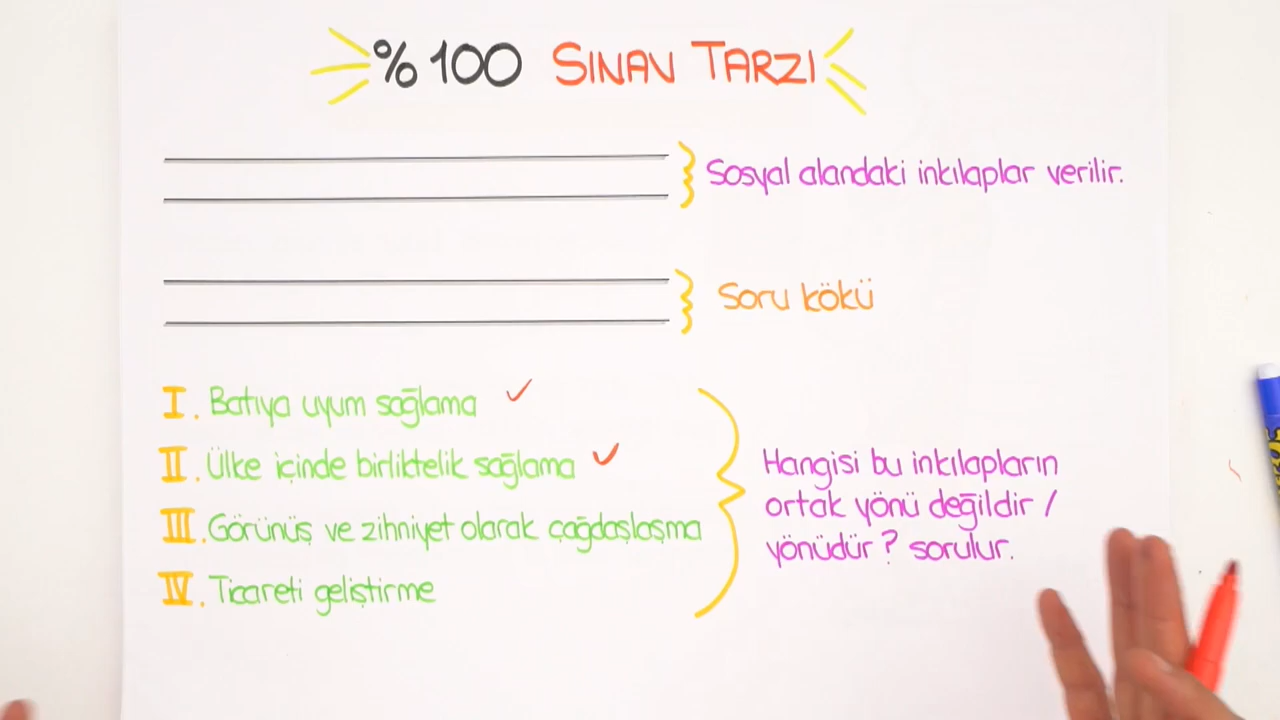 %100 SINAV TARZI
Sosyal alandaki inkılaplar verilir.
Soru kökü
I. Batıya uyum sağlama
II. Ülke içinde birliktelik sağlama
III. Görünüş ve zihniyet olarak çağdaşlaşma
IV. Ticareti geliştirme
Hangisi bu inkılapların
ortak yönü değildir /
yönüdür? sorulur.